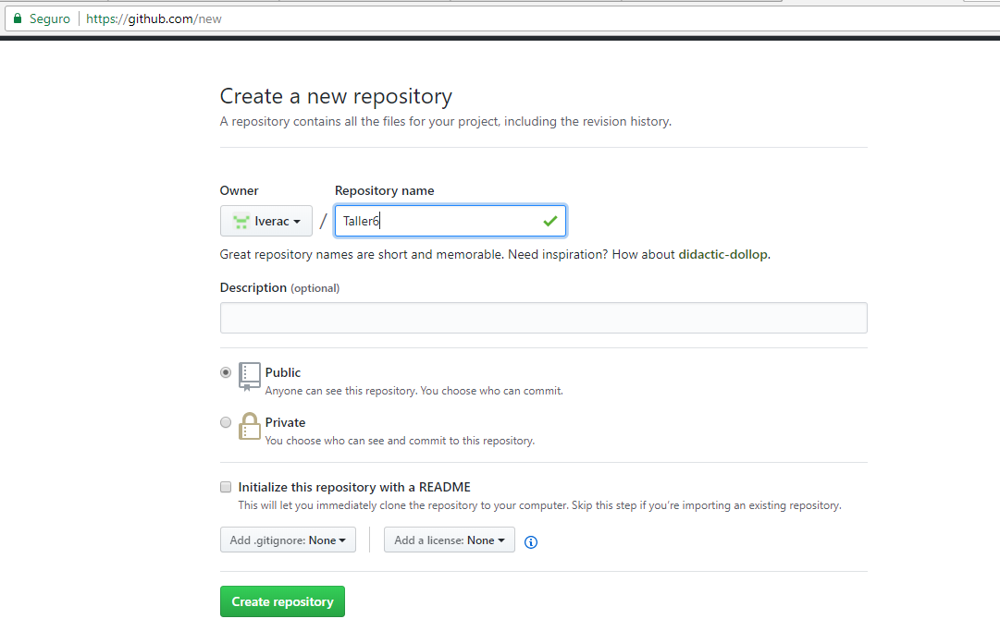 Seguro https://github.com/new
Create a new repository
A repository contains all the files for your project, including the revision history.
Owner Repository name
Iverac / Taller6
Great repository names are short and memorable. Need inspiration? How about didactic-dollop.
Description (optional)
Public
Anyone can see this repository. You choose who can commit.
Private
You choose who can see and commit to this repository.
Initialize this repository with a README
This will let you immediately clone the repository to your computer. Skip this step if you’re importing an existing repository.
Add .gitignore: None Add a license: None
Create repository